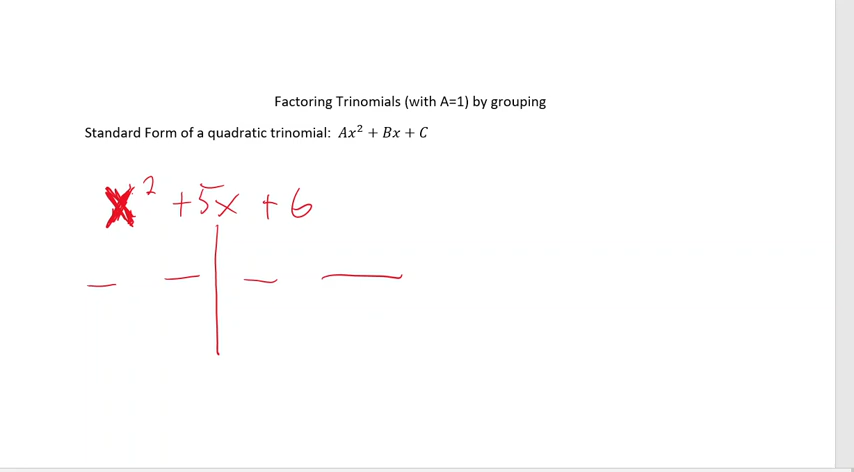 Factoring Trinomials (with A=1) by grouping
Standard Form of a quadratic trinomial: Ax² + Bx + C
x² +5x +6